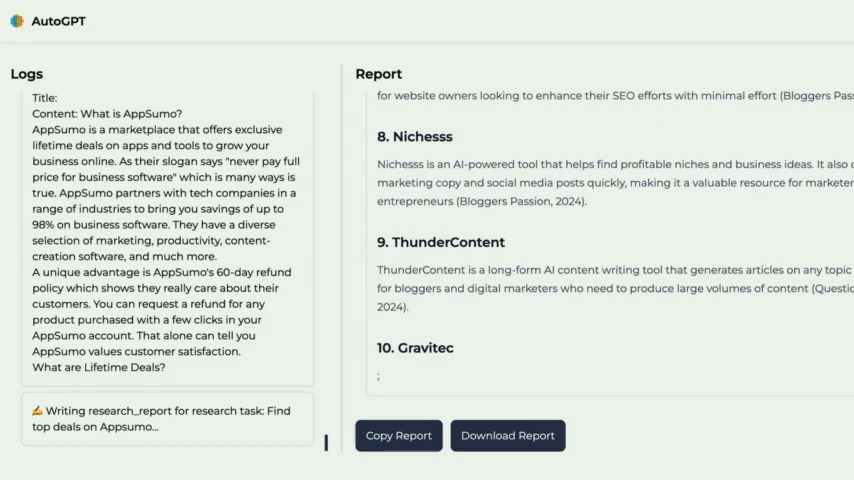 AutoGPT
Logs
Title:
Content: What is AppSumo?
AppSumo is a marketplace that offers exclusive
lifetime deals on apps and tools to grow your
business online. As their slogan says "never pay full
price for business software" which is many ways is
true. AppSumo partners with tech companies in a
range of industries to bring you savings of up to
98% on business software. They have a diverse
selection of marketing, productivity, content-
creation software, and much more.
A unique advantage is AppSumo's 60-day refund
policy which shows they really care about their
customers. You can request a refund for any
product purchased with a few clicks in your
AppSumo account. That alone can tell you
AppSumo values customer satisfaction.
What are Lifetime Deals?
✍️ Writing research_report for research task: Find
top deals on Appsumo...
Report
for website owners looking to enhance their SEO efforts with minimal effort (Bloggers Pas
8. Nichesss
Nichesss is an AI-powered tool that helps find profitable niches and business ideas. It also
marketing copy and social media posts quickly, making it a valuable resource for marketer
entrepreneurs (Bloggers Passion, 2024).
9. ThunderContent
ThunderContent is a long-form AI content writing tool that generates articles on any topic
for bloggers and digital marketers who need to produce large volumes of content (Questio
2024).
10. Gravitec
;
Copy Report
Download Report